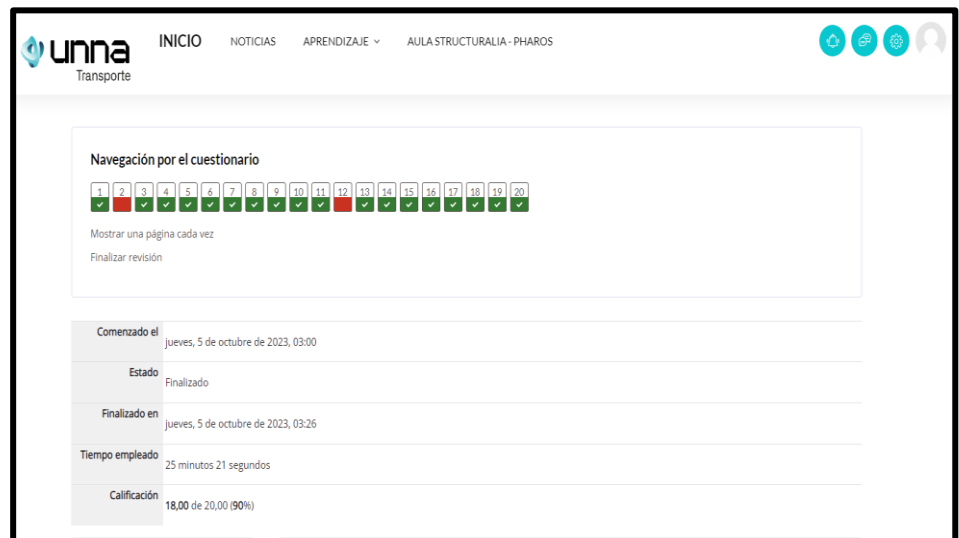 unna
Transporte
INICIO NOTICIAS APRENDIZAJE AULA STRUCTURALIA - PHAROS
Navegación por el cuestionario
1 2 3 4 5 6 7 8 9 10 11 12 13 14 15 16 17 18 19 20
Mostrar una página cada vez
Finalizar revisión
Comenzado el jueves, 5 de octubre de 2023, 03:00
Estado Finalizado
Finalizado en jueves, 5 de octubre de 2023, 03:26
Tiempo empleado 25 minutos 21 segundos
Calificación 18,00 de 20,00 (90%)